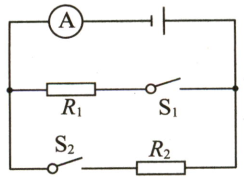 A
R₁ S₁
S₂ R₂